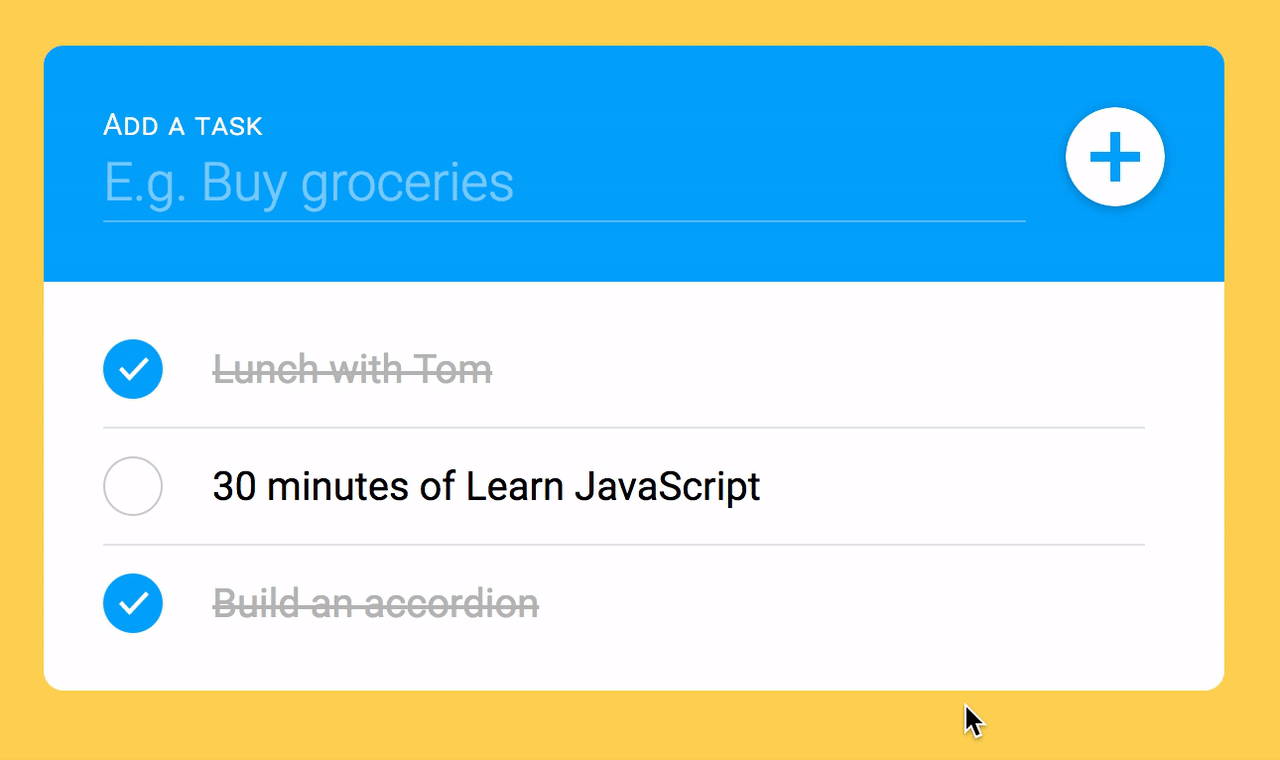 Add a task
E.g. Buy groceries
Lunch with Tom
30 minutes of Learn JavaScript
Build an accordion